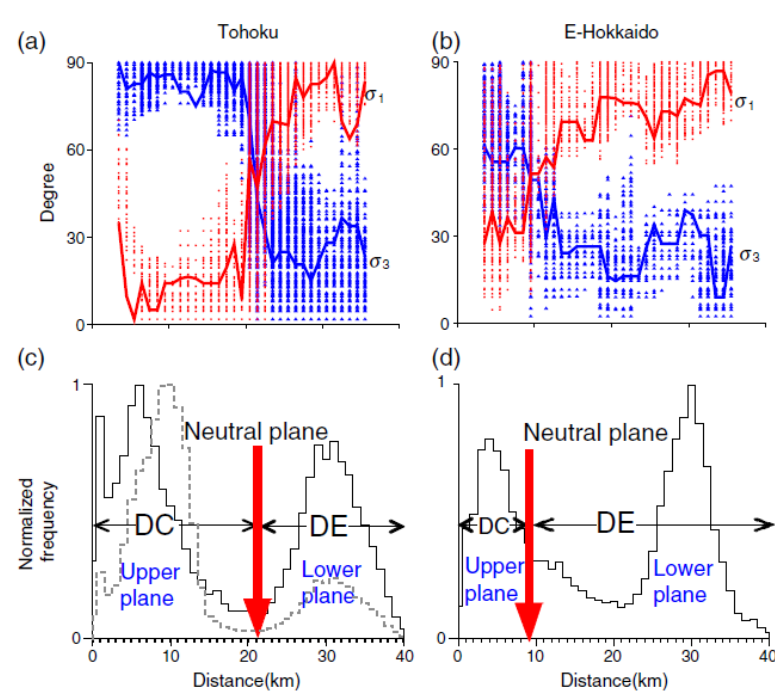 Tohoku
E-Hokkaido
(a)
(b)
90
60
30
0
Degree
σ1
σ3
90
60
30
0
σ1
σ3
(c)
(d)
1
0
Normalized
frequency
Neutral plane
DC
DE
Upper
plane
Lower
plane
0
10
20
30
40
Distance(km)
1
0
Neutral plane
DC
DE
Upper
plane
Lower
plane
0
10
20
30
40
Distance(km)